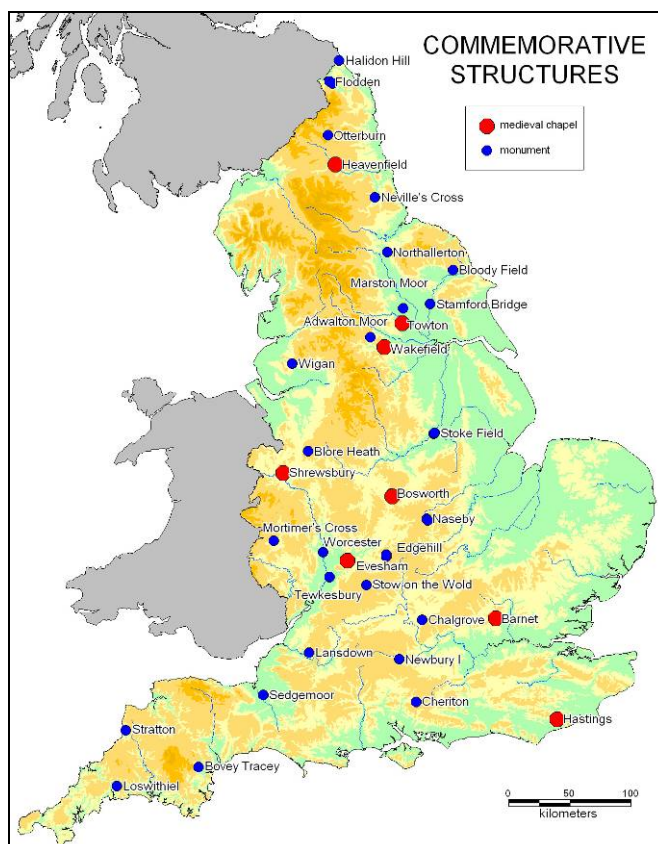 COMMEMORATIVE
STRUCTURES
medieval chapel
monument
Halidon Hill
Flodden
Otterburn
Heavenfield
Neville's Cross
Northallerton
Bloody Field
Marston Moor
Stamford Bridge
Adwalton Moor
Towton
Wakefield
Wigan
Stoke Field
Blore Heath
Shrewsbury
Bosworth
Naseby
Mortimer's Cross
Worcester
Edgehill
Evesham
Tewkesbury
Stow on the Wold
Chalgrove
Barnet
Lansdown
Newbury I
Sedgemoor
Cheriton
Hastings
Stratton
Bovey Tracey
Loswithiel
0 50 100
kilometers